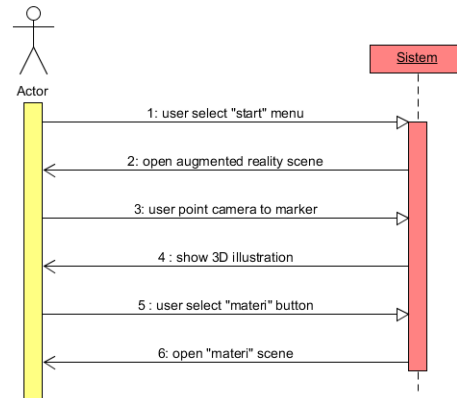 Sistem
Actor
1: user select "start" menu
2: open augmented reality scene
3: user point camera to marker
4 : show 3D illustration
5 : user select "materi" button
6: open "materi" scene